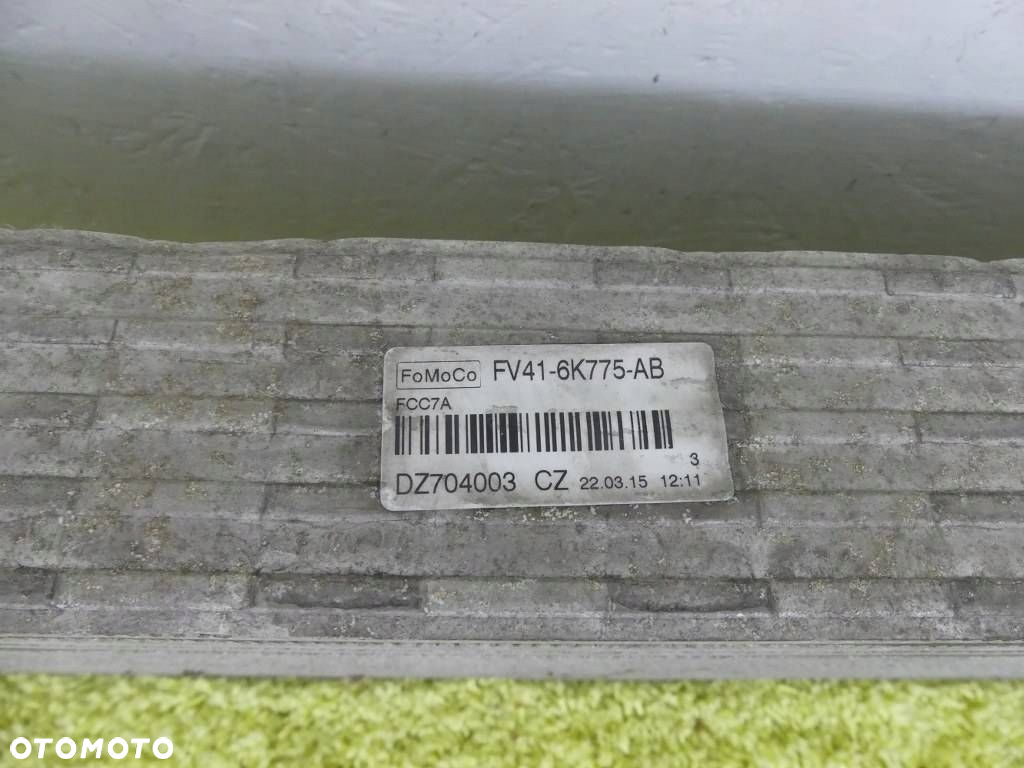 FoMoCo FV41-6K775-AB
FCC7A
3
DZ704003 CZ 22.03.15 12:11
OTOMOTO